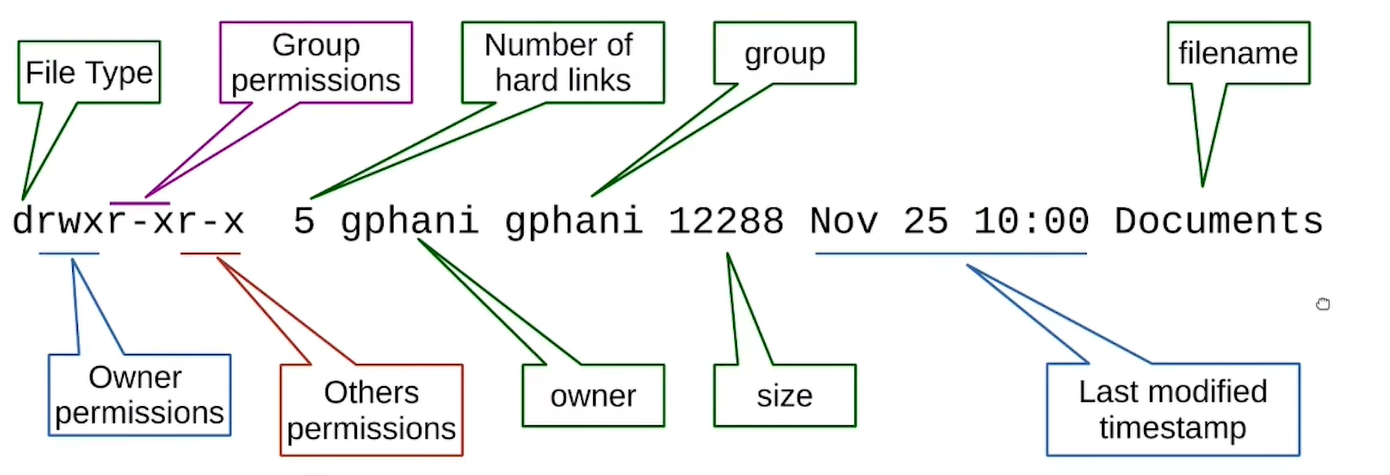 File Type
Group
permissions
Number of
hard links
group
filename
drwxr-xr-x  5 gphani gphani 12288 Nov 25 10:00 Documents
Owner
permissions
Others
permissions
owner
size
Last modified
timestamp